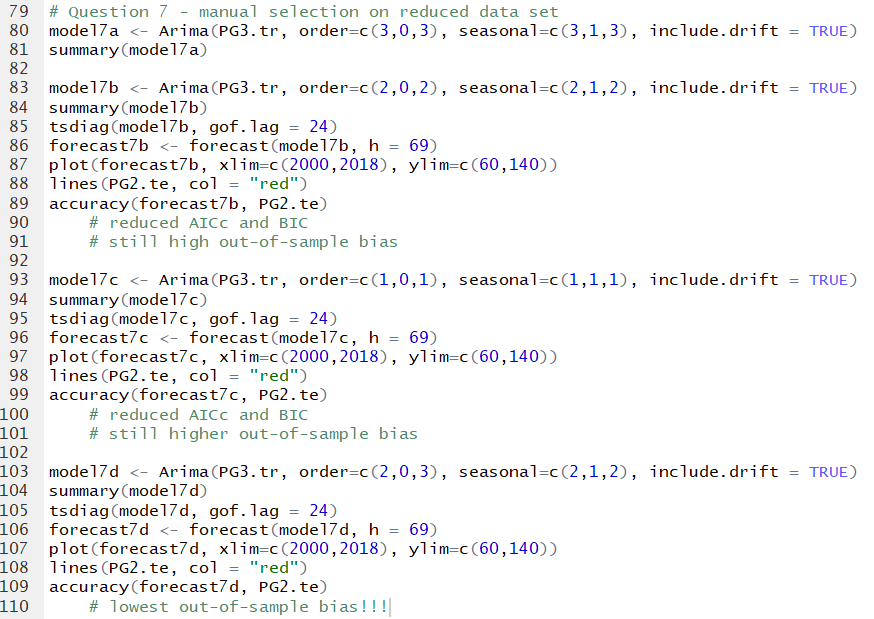 79 # Question 7 - manual selection on reduced data set
80 model7a <- Arima(PG3.tr, order=c(3,0,3), seasonal=c(3,1,3), include.drift = TRUE)
81 summary(model7a)
82
83 model7b <- Arima(PG3.tr, order=c(2,0,2), seasonal=c(2,1,2), include.drift = TRUE)
84 summary(model7b)
85 tsdiag(model7b, gof.lag = 24)
86 forecast7b <- forecast(model7b, h = 69)
87 plot(forecast7b, xlim=c(2000,2018), ylim=c(60,140))
88 lines(PG2.te, col = "red")
89 accuracy(forecast7b, PG2.te)
90     # reduced AICc and BIC
91     # still high out-of-sample bias
92
93 model7c <- Arima(PG3.tr, order=c(1,0,1), seasonal=c(1,1,1), include.drift = TRUE)
94 summary(model7c)
95 tsdiag(model7c, gof.lag = 24)
96 forecast7c <- forecast(model7c, h = 69)
97 plot(forecast7c, xlim=c(2000,2018), ylim=c(60,140))
98 lines(PG2.te, col = "red")
99 accuracy(forecast7c, PG2.te)
100     # reduced AICc and BIC
101     # still higher out-of-sample bias
102
103 model7d <- Arima(PG3.tr, order=c(2,0,3), seasonal=c(2,1,2), include.drift = TRUE)
104 summary(model7d)
105 tsdiag(model7d, gof.lag = 24)
106 forecast7d <- forecast(model7d, h = 69)
107 plot(forecast7d, xlim=c(2000,2018), ylim=c(60,140))
108 lines(PG2.te, col = "red")
109 accuracy(forecast7d, PG2.te)
110     # lowest out-of-sample bias!!!